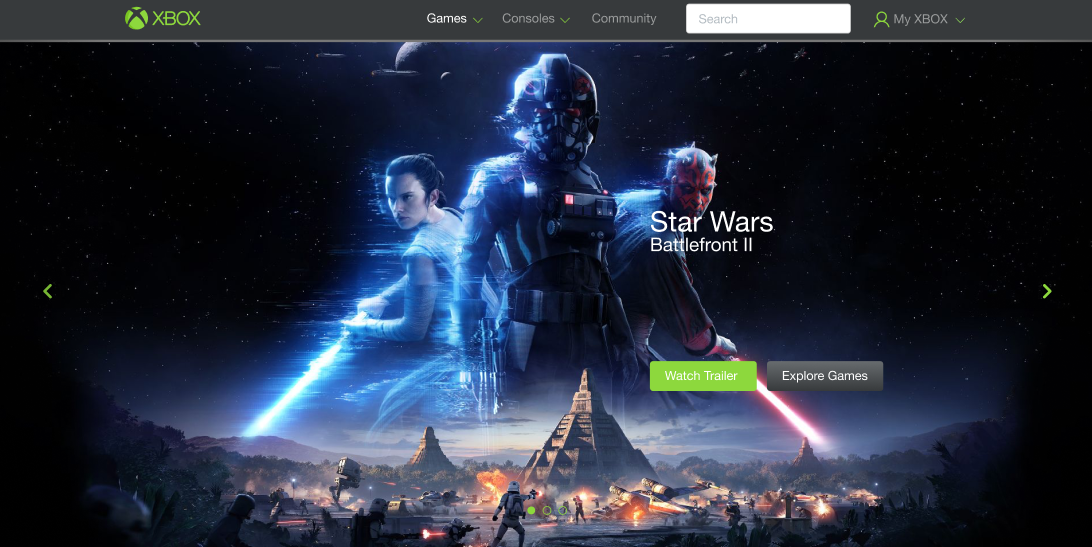 XBOX
Games
Consoles
Community
Search
My XBOX
Star Wars
Battlefront II
Watch Trailer
Explore Games